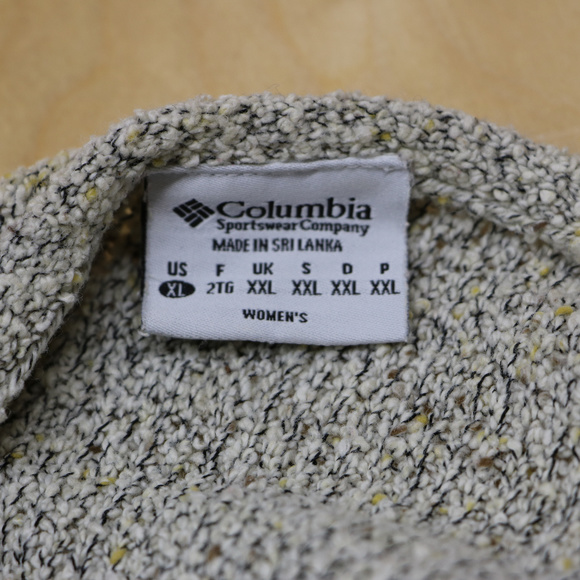 Columbia
Sportswear Company
MADE IN SRI LANKA
US F UK S D P
XL 2TG XXL XXL XXL XXL
WOMEN'S